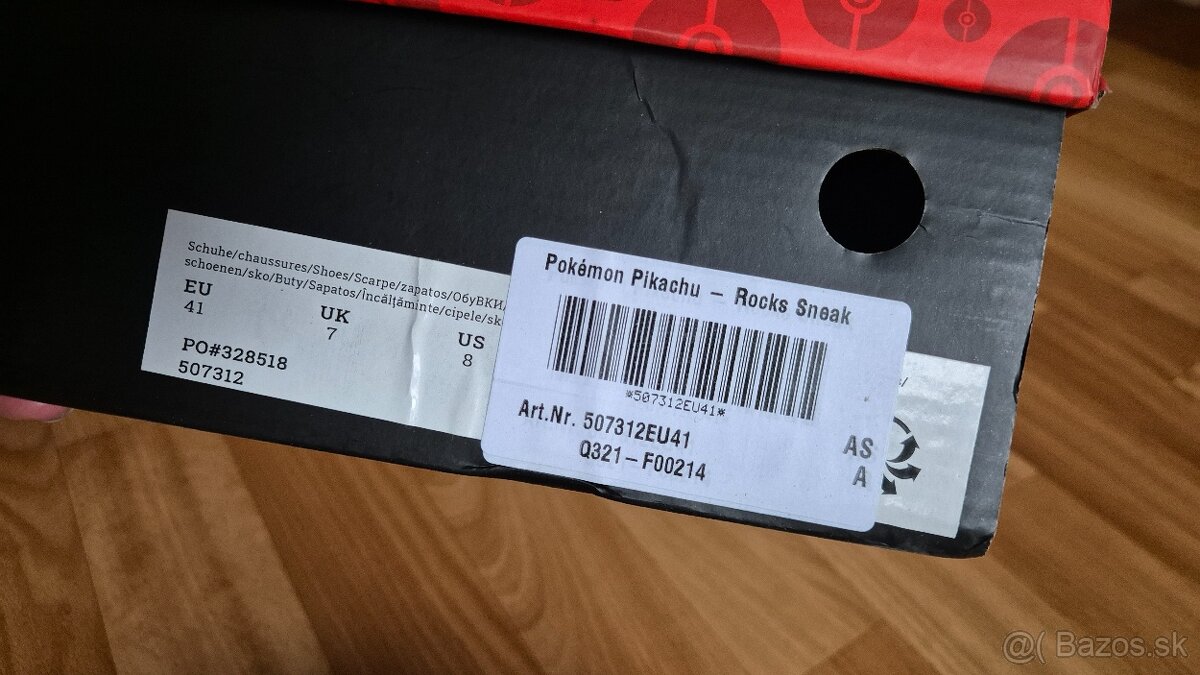 Schuhe/chaussures/Shoes/Scarpe/zapatos/ОбуВКИ/
schoenen/sko/Buty/Sapatos/Încălțăminte/cipele/sk
EU
41
UK
7
US
8
PO#328518
507312
Pokémon Pikachu – Rocks Sneak
*507312EU41*
Art.Nr. 507312EU41
Q321–F00214
AS
A
@( Bazos.sk